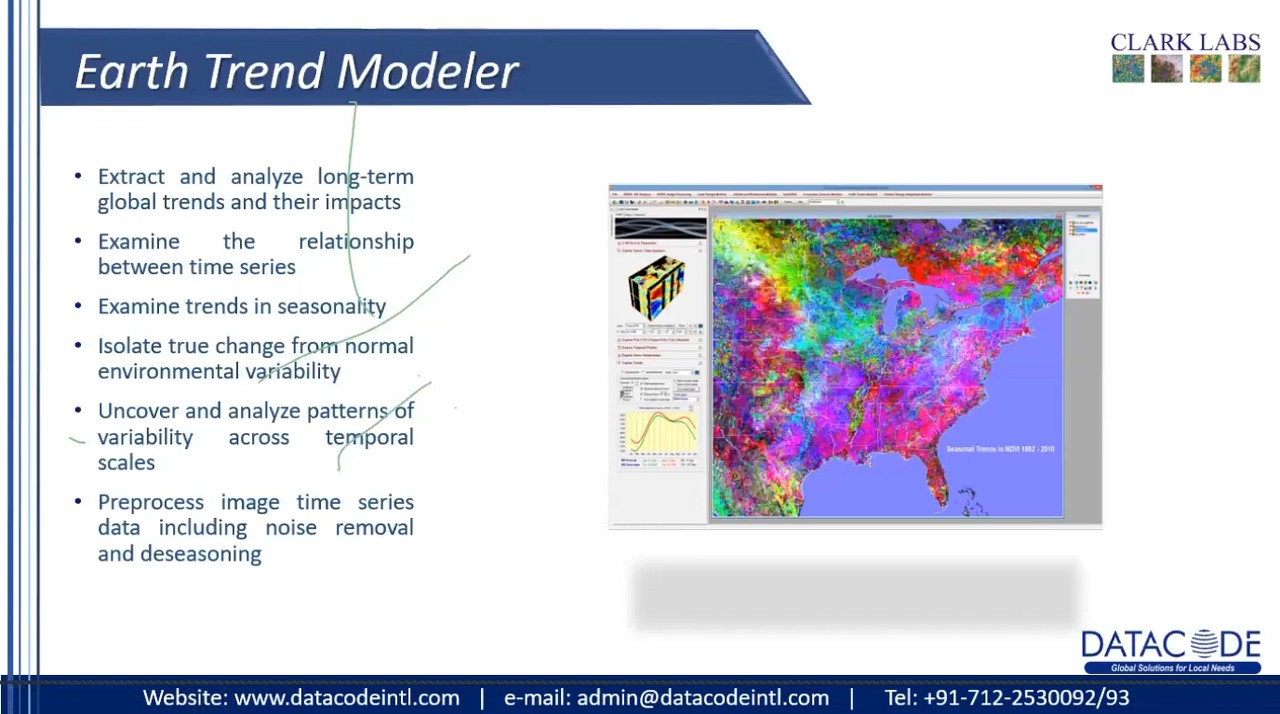 Earth Trend Modeler
CLARK LABS
• Extract and analyze long-term
global trends and their impacts
• Examine the relationship
between time series
• Examine trends in seasonality
• Isolate true change from normal
environmental variability
• Uncover and analyze patterns of
variability across temporal
scales
• Preprocess image time series
data including noise removal
and deseasoning
Seasonal Trends in NDVI 1982 - 2010
DATACODE
Global Solutions for Local Needs
Website: www.datacodeintl.com | e-mail: admin@datacodeintl.com | Tel: +91-712-2530092/93